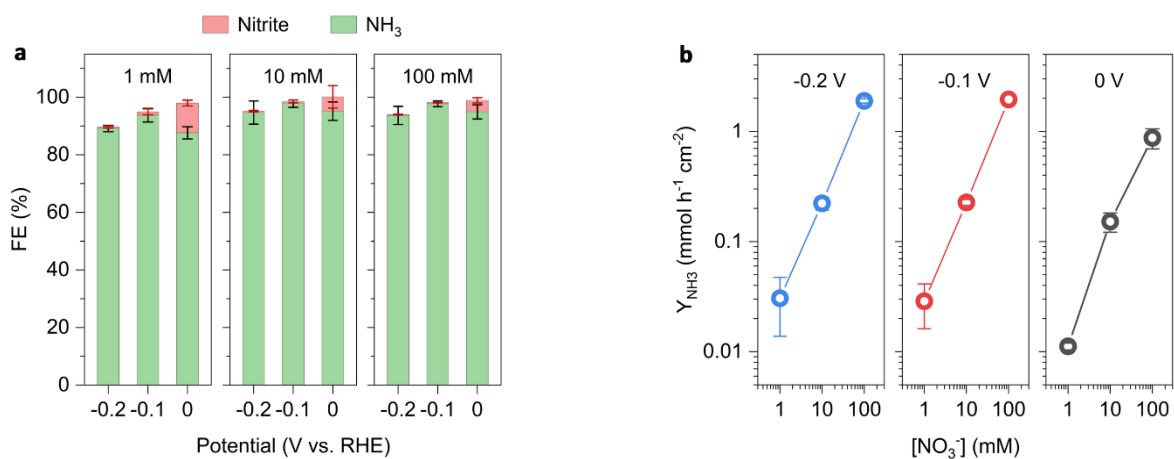 Nitrite NH₃
a
1 mM 10 mM 100 mM
100
80
60
40
20
0
FE (%)
-0.2 -0.1 0 -0.2 -0.1 0 -0.2 -0.1 0
Potential (V vs. RHE)
b
-0.2 V -0.1 V 0 V
1
0.1
0.01
Y_NH3 (mmol h⁻¹ cm⁻²)
1 10 100 1 10 100 1 10 100
[NO₃⁻] (mM)